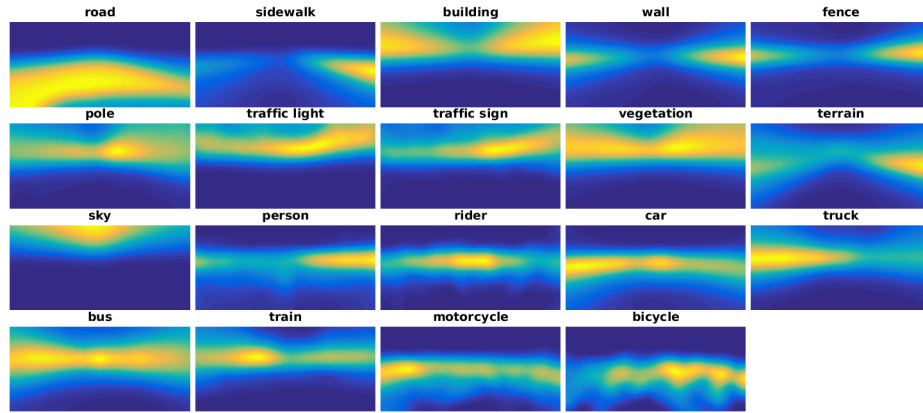 road sidewalk building wall fence
pole traffic light traffic sign vegetation terrain
sky person rider car truck
bus train motorcycle bicycle